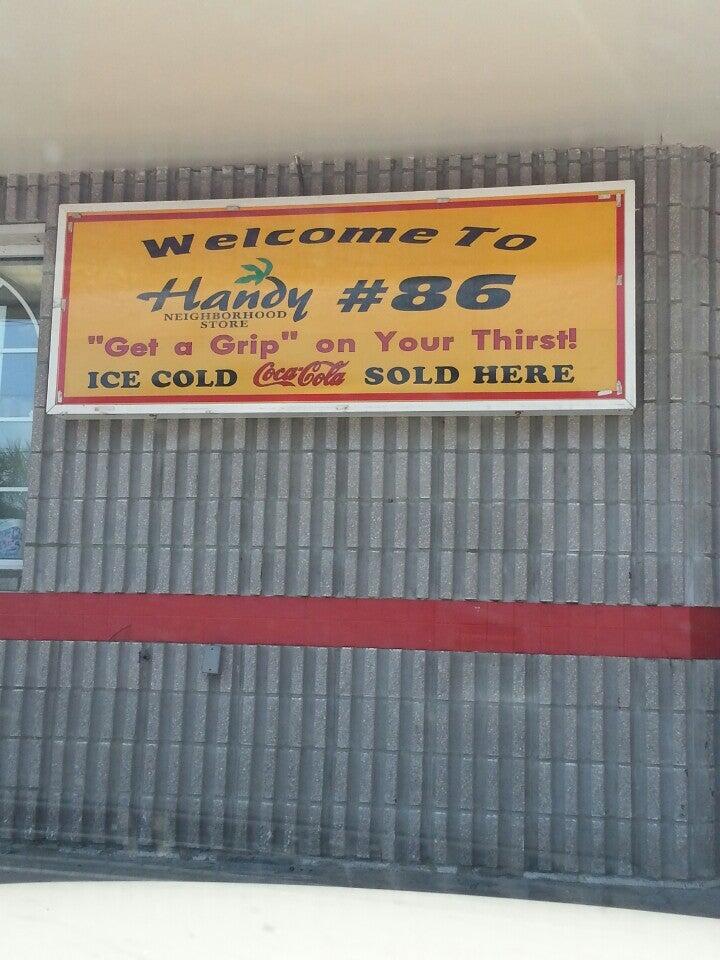 Welcome To
Handy #86
NEIGHBORHOOD
STORE
"Get a Grip" on Your Thirst!
ICE COLD Coca-Cola SOLD HERE